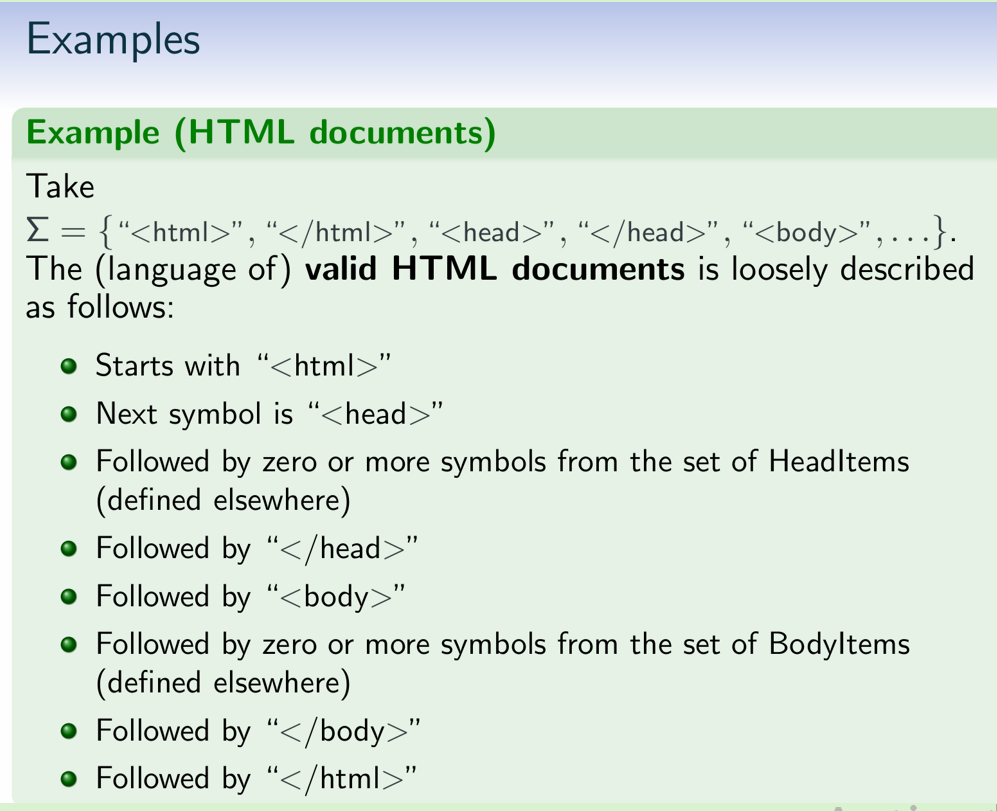 Examples
Example (HTML documents)
Take
Σ = {“<html>”, “</html>”, “<head>”, “</head>”, “<body>”, ...}.
The (language of) valid HTML documents is loosely described
as follows:
Starts with “<html>”
Next symbol is “<head>”
Followed by zero or more symbols from the set of HeadItems
(defined elsewhere)
Followed by “</head>”
Followed by “<body>”
Followed by zero or more symbols from the set of BodyItems
(defined elsewhere)
Followed by “</body>”
Followed by “</html>”